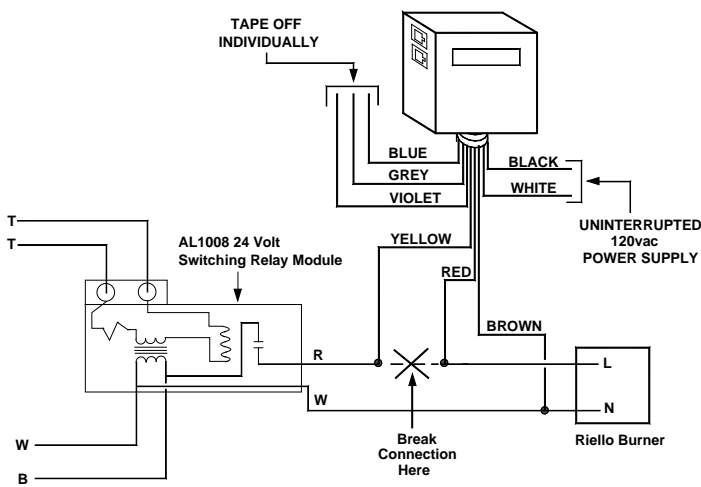 TAPE OFF
INDIVIDUALLY
BLUE
GREY
VIOLET
BLACK
WHITE
UNINTERRUPTED
120vac
POWER SUPPLY
T
T
AL1008 24 Volt
Switching Relay Module
YELLOW
RED
BROWN
R
L
W
N
Break
Connection
Here
Riello Burner
W
B